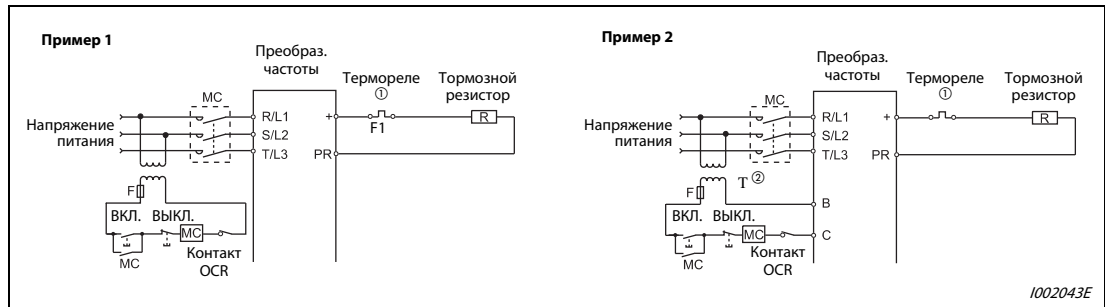 Пример 1
Преобраз.
частоты
Термореле
①
Тормозной
резистор
MC
Напряжение
питания
R/L1
S/L2
T/L3
+
PR
F1
R
F
ВКЛ.
ВЫКЛ.
MC
MC
Контакт
OCR
Пример 2
Преобраз.
частоты
Термореле
①
Тормозной
резистор
MC
Напряжение
питания
R/L1
S/L2
T/L3
+
PR
R
T ②
F
B
ВКЛ.
ВЫКЛ.
MC
C
MC
Контакт
OCR
I002043E